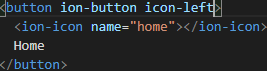 <button ion-button icon-left>
<ion-icon name="home"></ion-icon>
Home
</button>